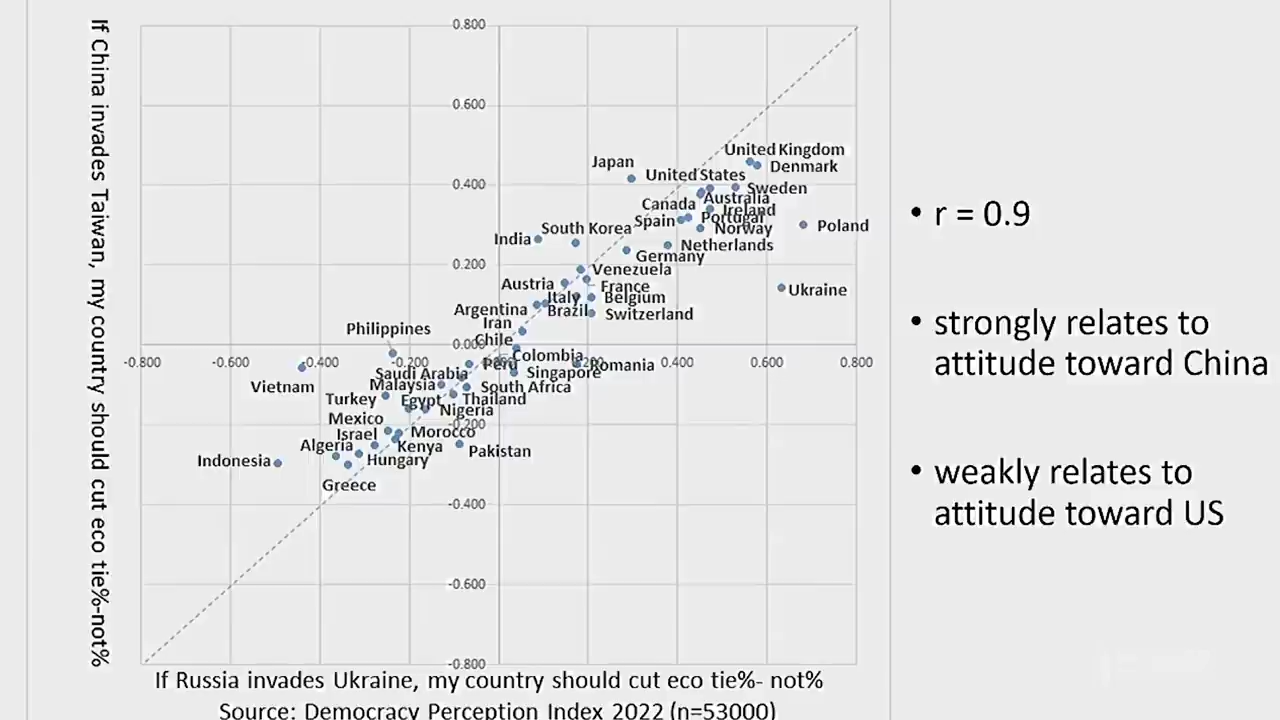 If China invades Taiwan, my country should cut eco tie%-not%
0.800
0.600
United Kingdom
Japan
Denmark
United States
0.400
Sweden
Australia
Canada
Ireland
Spain
Portugal
South Korea
Norway
Poland
India
Netherlands
Germany
0.200
Venezuela
Austria
France
Ukraine
Italy
Belgium
Argentina
Brazil
Switzerland
Iran
Philippines
Chile
0.000
-0.800
-0.600
-0.400
-0.200
0.200
0.400
0.600
0.800
Colombia
Peru
Romania
Saudi Arabia
Singapore
Vietnam
Malaysia
South Africa
Turkey
Egypt
Thailand
Nigeria
Mexico
-0.200
Israel
Morocco
Algeria
Kenya
Pakistan
Indonesia
Hungary
Greece
-0.400
-0.600
-0.800
If Russia invades Ukraine, my country should cut eco tie%- not%
Source: Democracy Perception Index 2022 (n=53000)
• r = 0.9
• strongly relates to
attitude toward China
• weakly relates to
attitude toward US